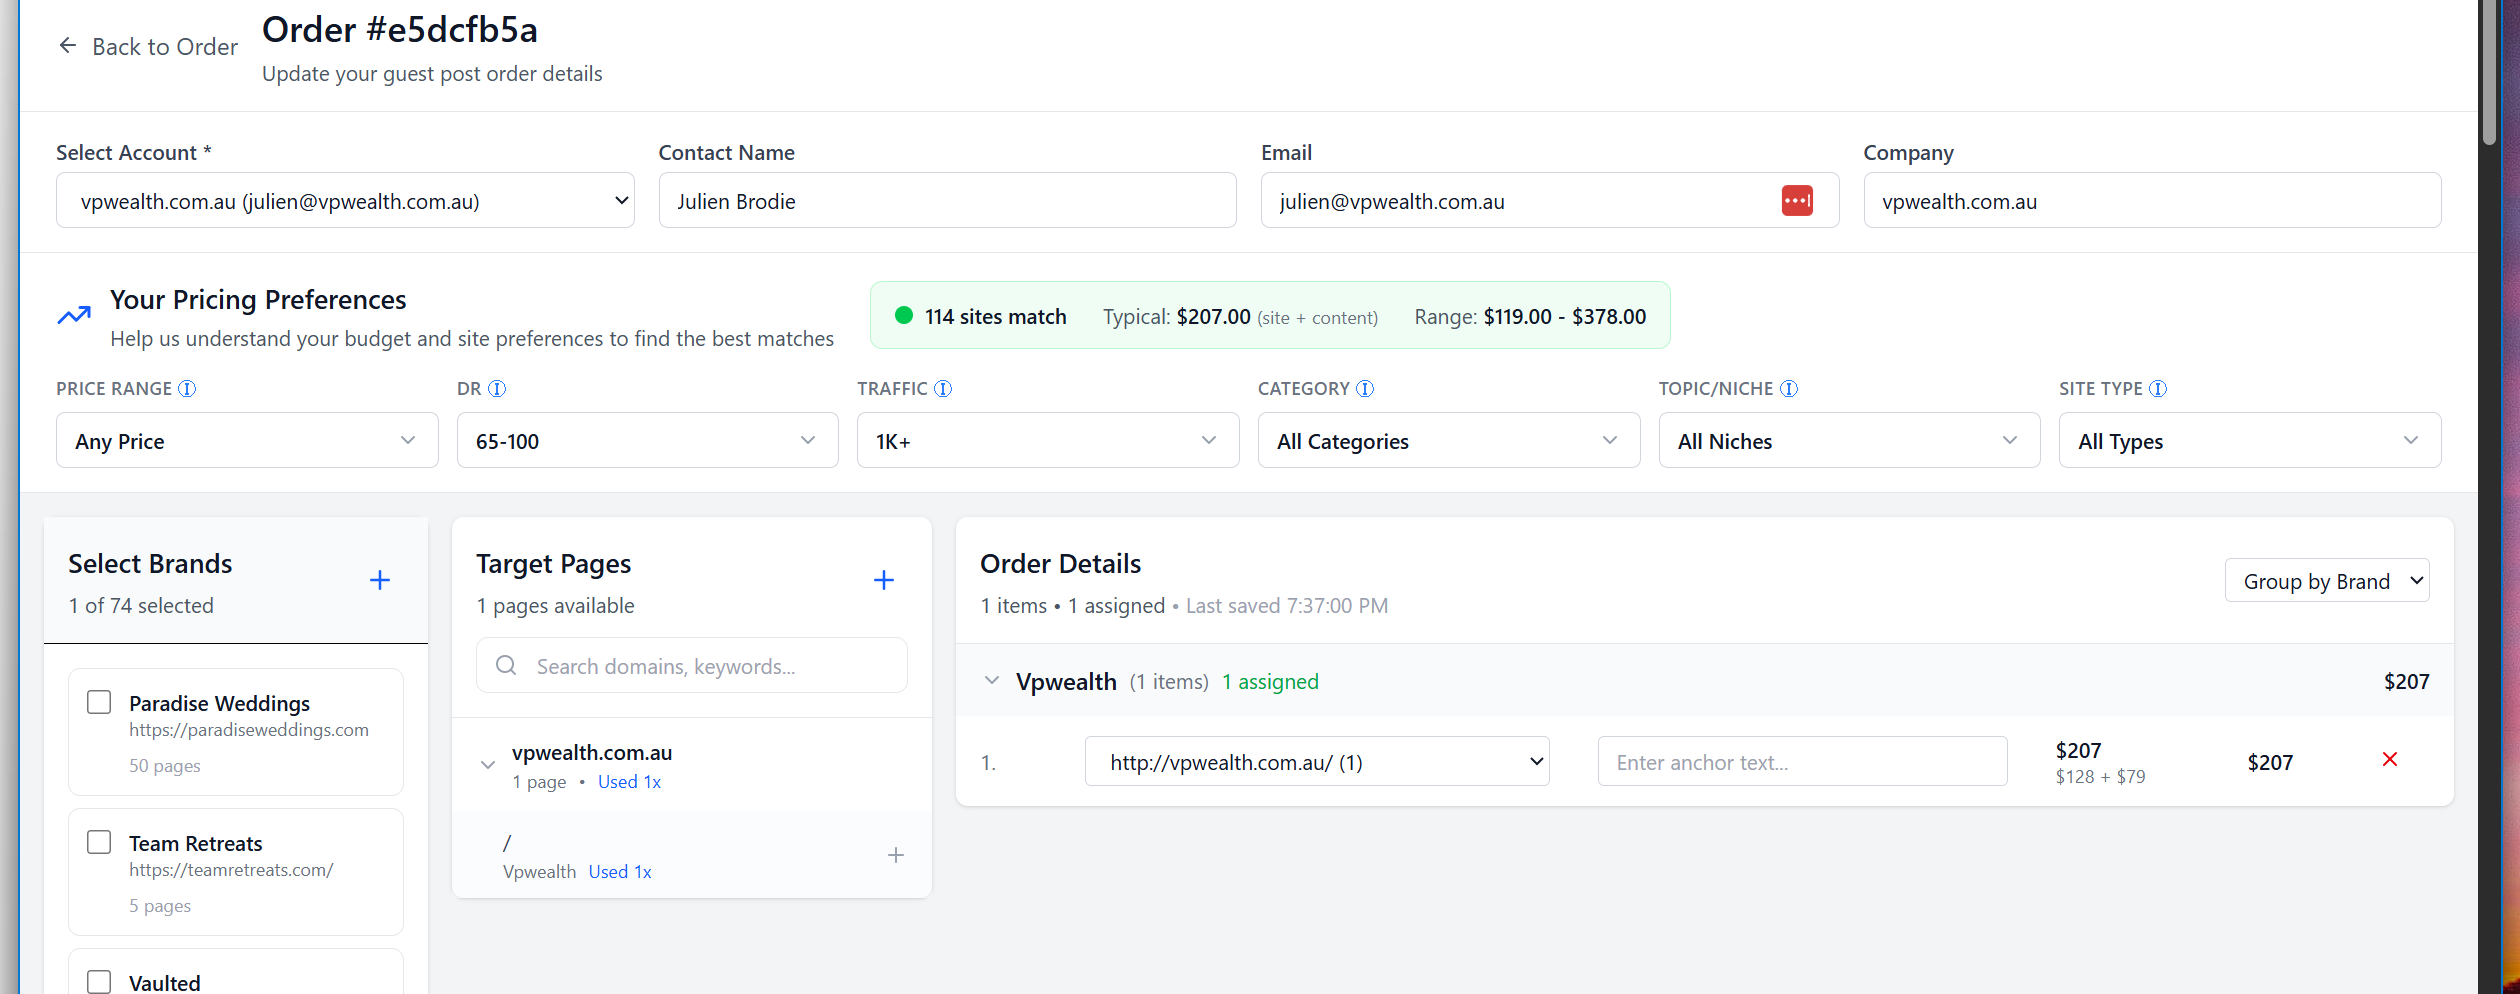 Back to Order
Order #e5dcfb5a
Update your guest post order details
Select Account *
vpwealth.com.au (julien@vpwealth.com.au)
Contact Name
Julien Brodie
Email
julien@vpwealth.com.au
Company
vpwealth.com.au
Your Pricing Preferences
Help us understand your budget and site preferences to find the best matches
114 sites match Typical: $207.00 (site + content) Range: $119.00 - $378.00
PRICE RANGE
Any Price
DR
65-100
TRAFFIC
1K+
CATEGORY
All Categories
TOPIC/NICHE
All Niches
SITE TYPE
All Types
Select Brands
1 of 74 selected
Paradise Weddings
https://paradiseweddings.com
50 pages
Team Retreats
https://teamretreats.com/
5 pages
Vaulted
Target Pages
1 pages available
Search domains, keywords...
vpwealth.com.au
1 page • Used 1x
/
Vpwealth Used 1x
Order Details
1 items • 1 assigned • Last saved 7:37:00 PM
Group by Brand
Vpwealth (1 items) 1 assigned $207
1. http://vpwealth.com.au/ (1) Enter anchor text... $207 $207
$128 + $79